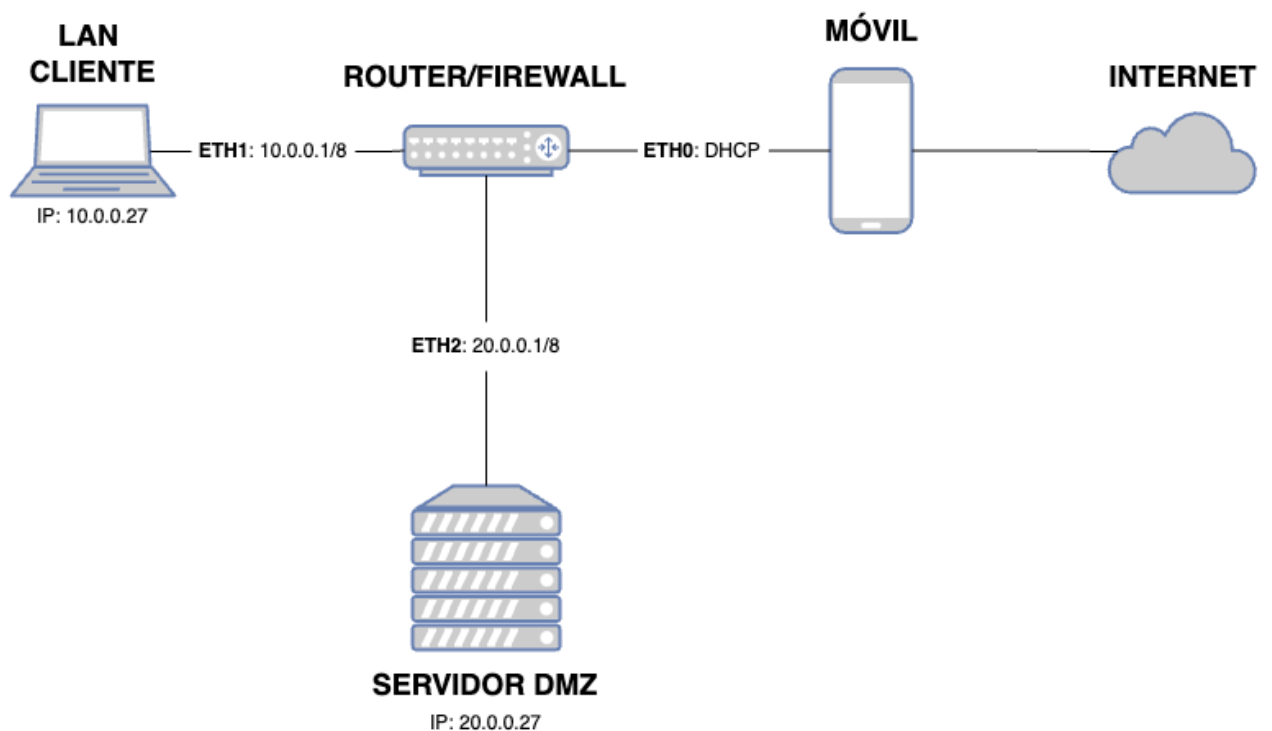 LAN
CLIENTE
ROUTER/FIREWALL
MÓVIL
INTERNET
ETH1: 10.0.0.1/8
ETH0: DHCP
IP: 10.0.0.27
ETH2: 20.0.0.1/8
SERVIDOR DMZ
IP: 20.0.0.27